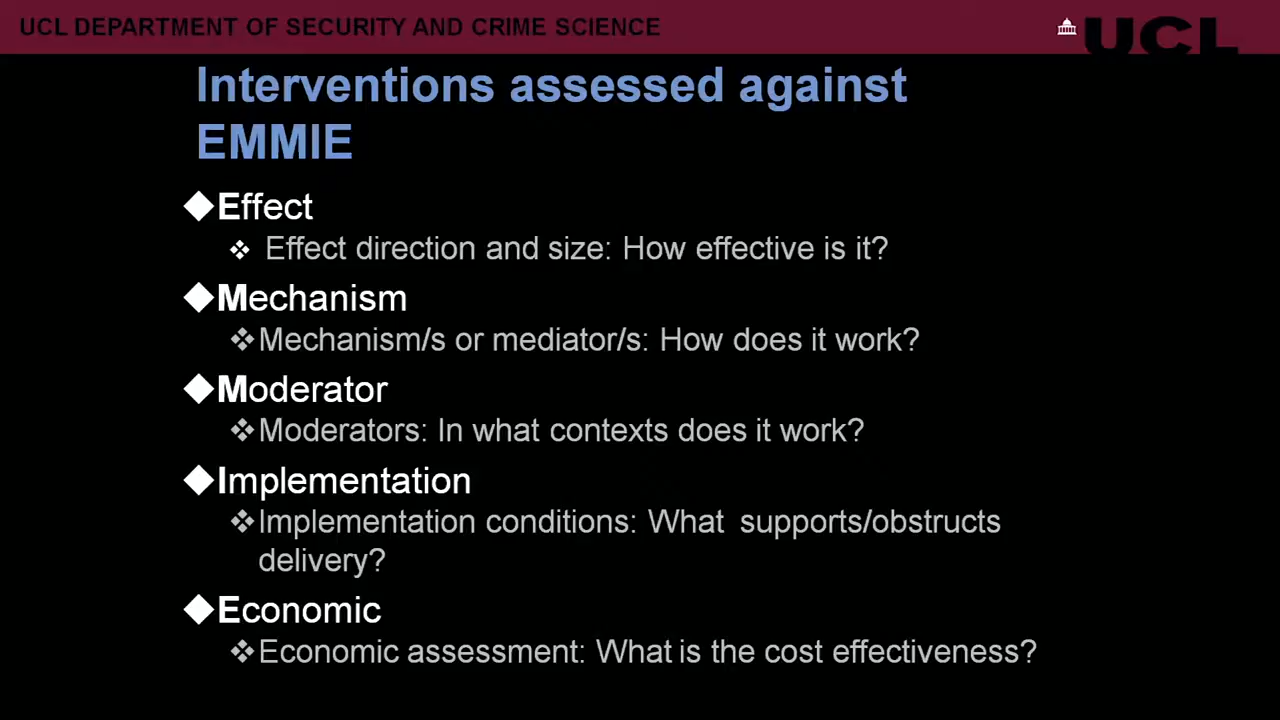 UCL DEPARTMENT OF SECURITY AND CRIME SCIENCE
UCL
Interventions assessed against
EMMIE
Effect
Effect direction and size: How effective is it?
Mechanism
Mechanism/s or mediator/s: How does it work?
Moderator
Moderators: In what contexts does it work?
Implementation
Implementation conditions: What supports/obstructs
delivery?
Economic
Economic assessment: What is the cost effectiveness?